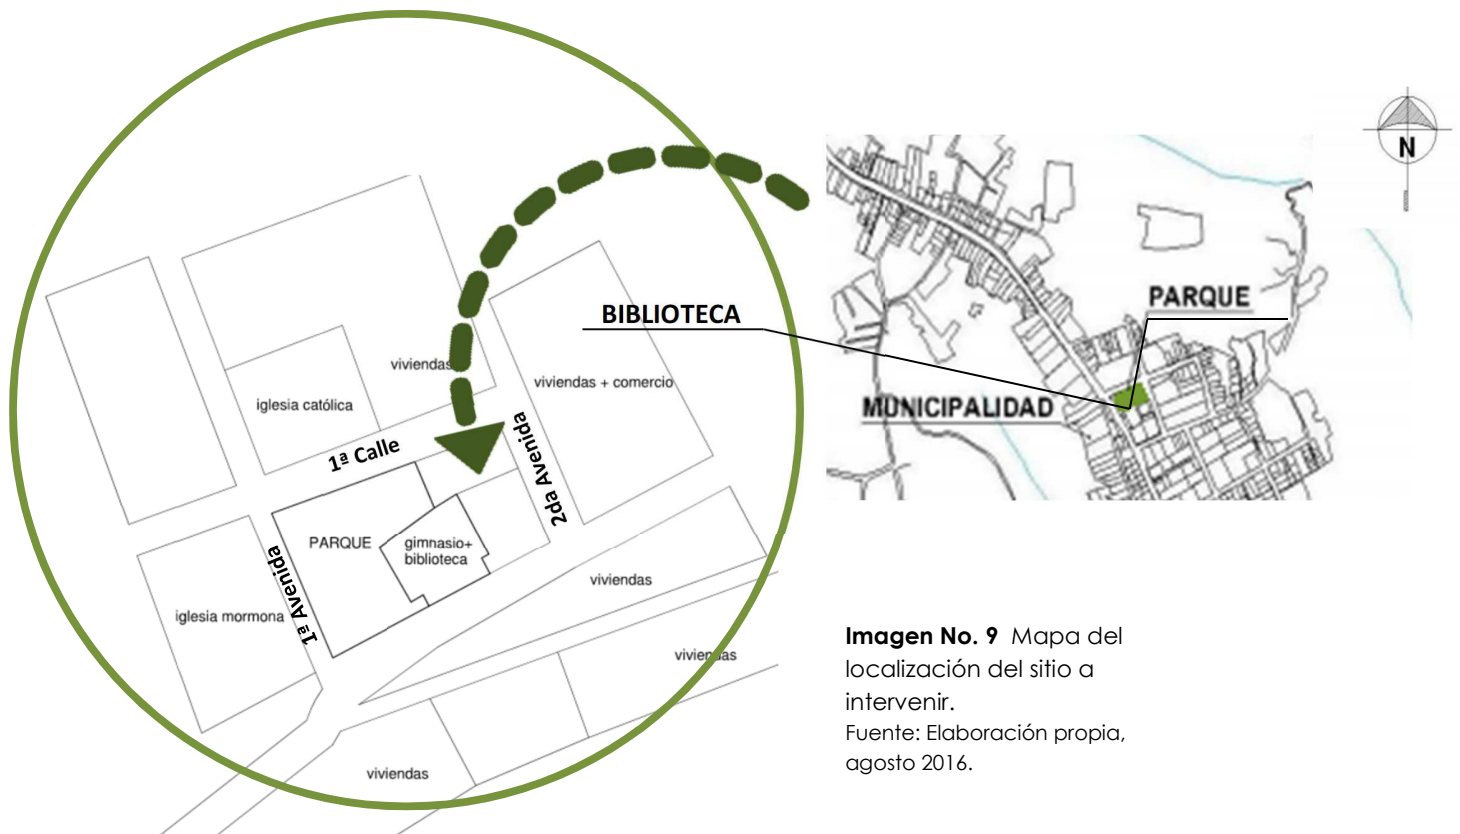 N
PARQUE
BIBLIOTECA
MUNICIPALIDAD
viviendas
viviendas + comercio
iglesia católica
1ª Calle
2da Avenida
PARQUE
gimnasio+
biblioteca
1ª Avenida
iglesia mormona
viviendas
viviendas
viviendas
Imagen No. 9 Mapa del
localización del sitio a
intervenir.
Fuente: Elaboración propia,
agosto 2016.